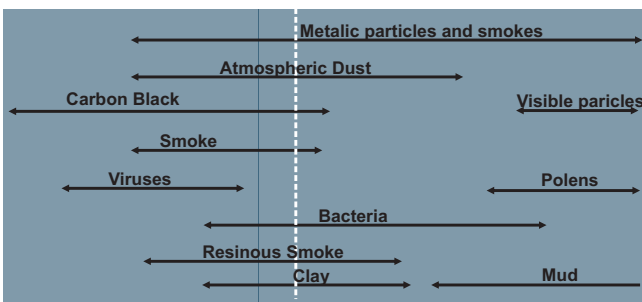 Metalic particles and smokes
Atmospheric Dust
Carbon Black
Visible paricles
Smoke
Viruses
Polens
Bacteria
Resinous Smoke
Clay
Mud